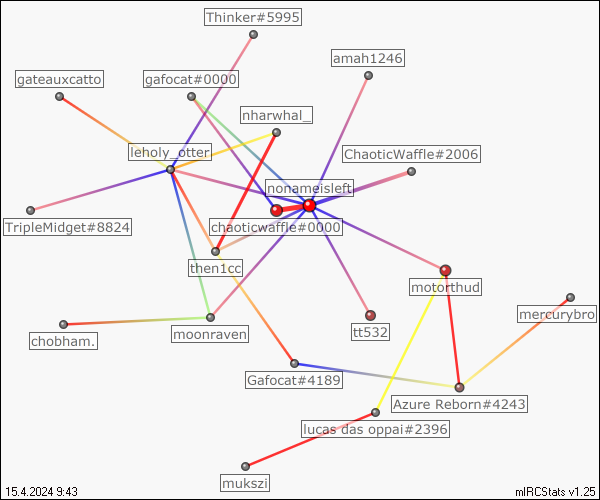 Thinker#5995
amah1246
gateauxcatto
gafocat#0000
nharwhal_
leholy_otter
ChaoticWaffle#2006
nonameisleft
TripleMidget#8824
chaoticwaffle#0000
then1cc
motorthud
mercurybro
chobham.
moonraven
tt532
Gafocat#4189
Azure Reborn#4243
lucas das oppai#2396
mukszi
15.4.2024 9:43
mIRCStats v1.25